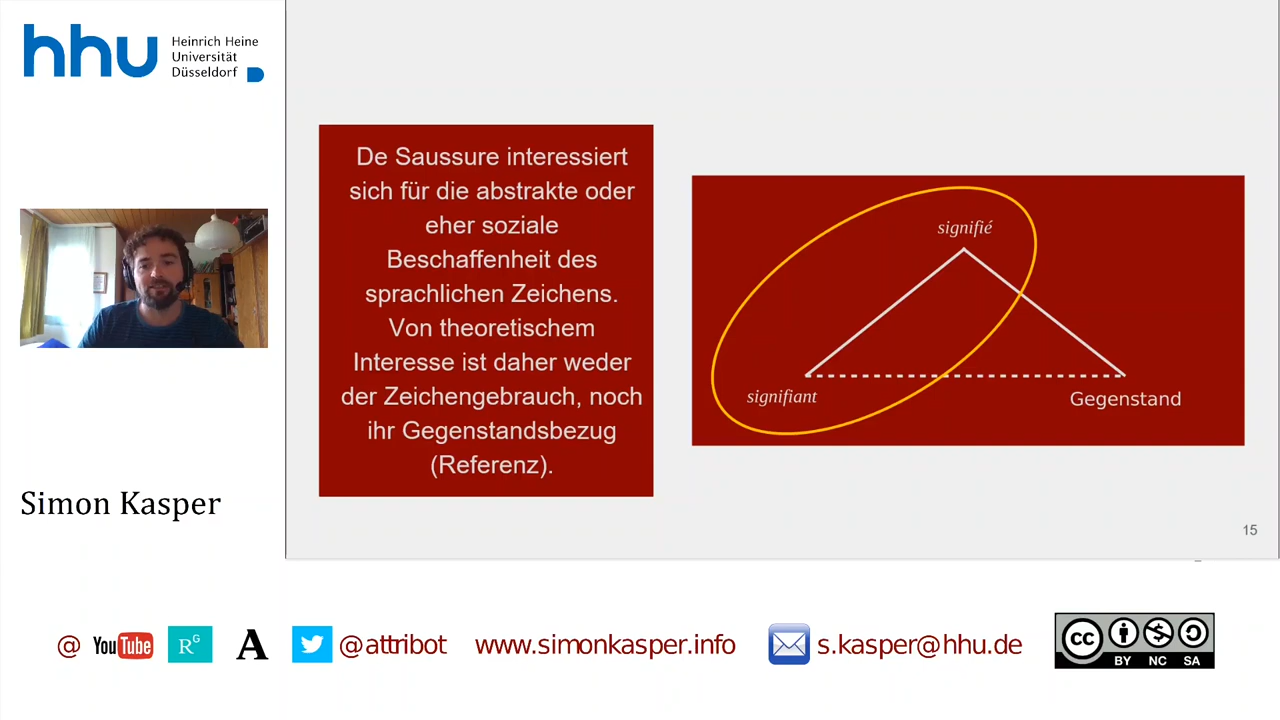 hhu
Heinrich Heine
Universität
Düsseldorf
De Saussure interessiert
sich für die abstrakte oder
eher soziale
Beschaffenheit des
sprachlichen Zeichens.
Von theoretischem
Interesse ist daher weder
der Zeichengebrauch, noch
ihr Gegenstandsbezug
(Referenz).
signifié
signifiant
Gegenstand
15
Simon Kasper
@ YouTube RG A @attribot www.simonkasper.info s.kasper@hhu.de
cc BY NC SA